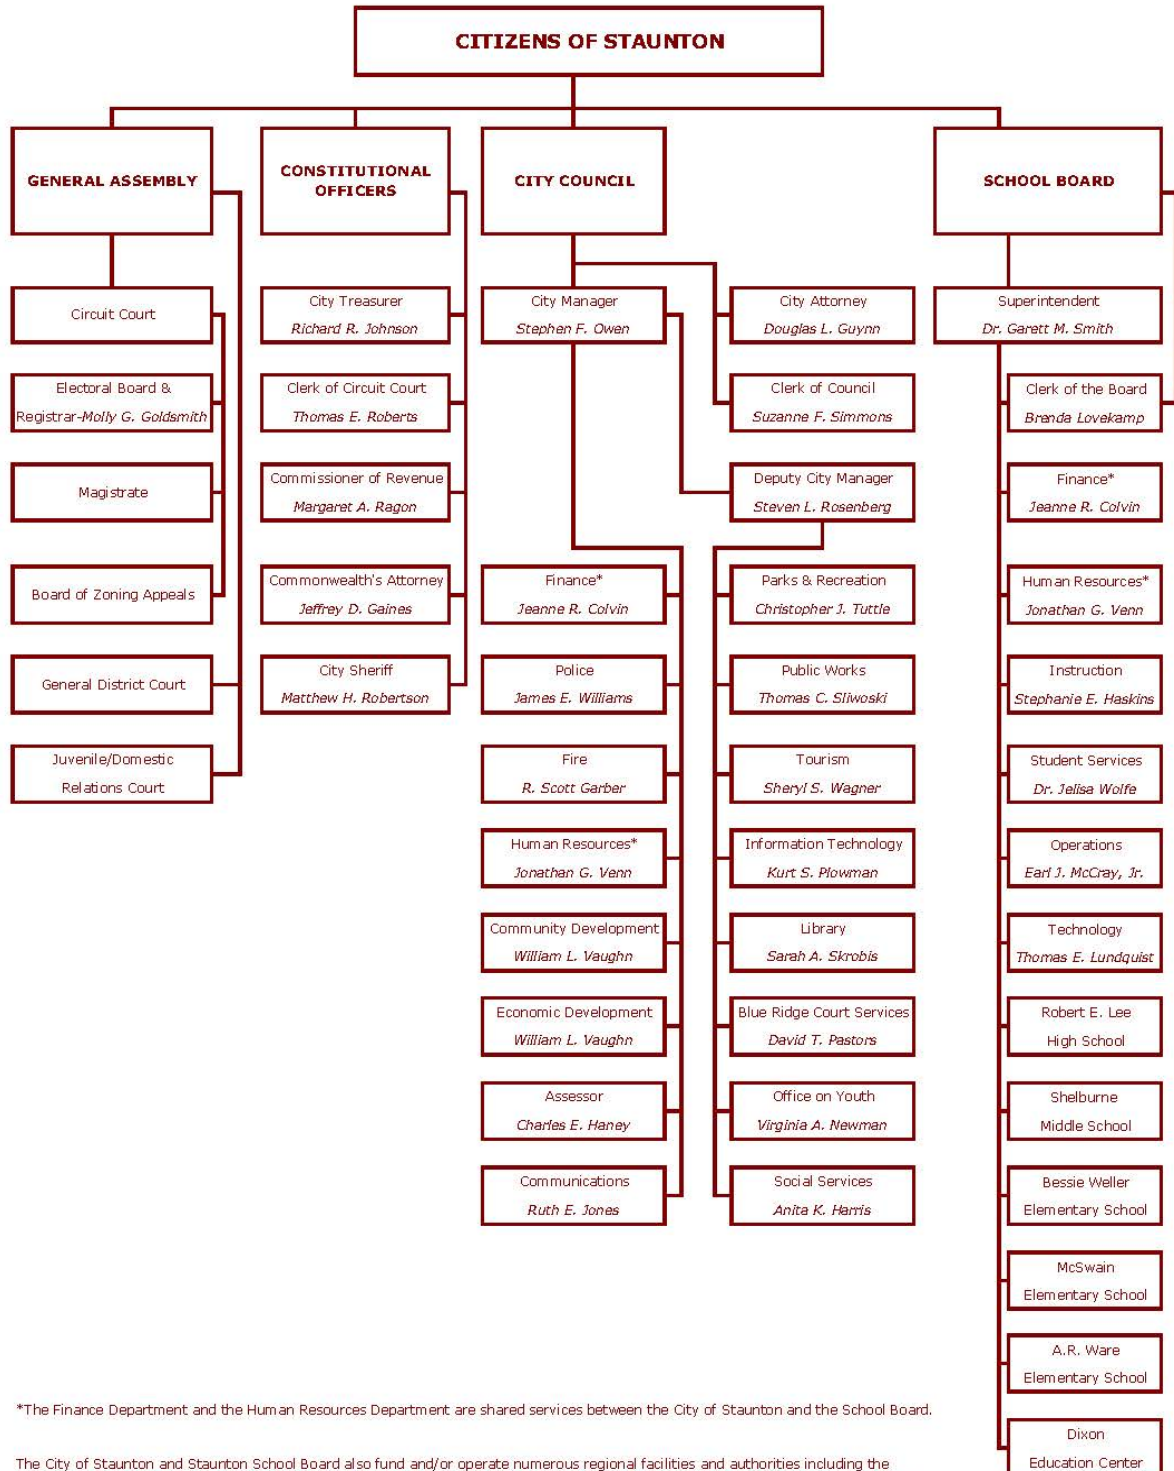 CITIZENS OF STAUNTON
GENERAL ASSEMBLY
CONSTITUTIONAL
OFFICERS
CITY COUNCIL
SCHOOL BOARD
Circuit Court
Electoral Board &
Registrar-Molly G. Goldsmith
Magistrate
Board of Zoning Appeals
General District Court
Juvenile/Domestic
Relations Court
City Treasurer
Richard R. Johnson
Clerk of Circuit Court
Thomas E. Roberts
Commissioner of Revenue
Margaret A. Ragon
Commonwealth's Attorney
Jeffrey D. Gaines
City Sheriff
Matthew H. Robertson
City Manager
Stephen F. Owen
Finance*
Jeanne R. Colvin
Police
James E. Williams
Fire
R. Scott Garber
Human Resources*
Jonathan G. Venn
Community Development
William L. Vaughn
Economic Development
William L. Vaughn
Assessor
Charles E. Haney
Communications
Ruth E. Jones
City Attorney
Douglas L. Guynn
Clerk of Council
Suzanne F. Simmons
Deputy City Manager
Steven L. Rosenberg
Parks & Recreation
Christopher J. Tuttle
Public Works
Thomas C. Sliwoski
Tourism
Sheryl S. Wagner
Information Technology
Kurt S. Plowman
Library
Sarah A. Skrobis
Blue Ridge Court Services
David T. Pastors
Office on Youth
Virginia A. Newman
Social Services
Anita K. Harris
Superintendent
Dr. Garett M. Smith
Clerk of the Board
Brenda Lovekamp
Finance*
Jeanne R. Colvin
Human Resources*
Jonathan G. Venn
Instruction
Stephanie E. Haskins
Student Services
Dr. Jelisa Wolfe
Operations
Earl J. McCray, Jr.
Technology
Thomas E. Lundquist
Robert E. Lee
High School
Shelburne
Middle School
Bessie Weller
Elementary School
McSwain
Elementary School
A.R. Ware
Elementary School
Dixon
Education Center
*The Finance Department and the Human Resources Department are shared services between the City of Staunton and the School Board.
The City of Staunton and Staunton School Board also fund and/or operate numerous regional facilities and authorities including the